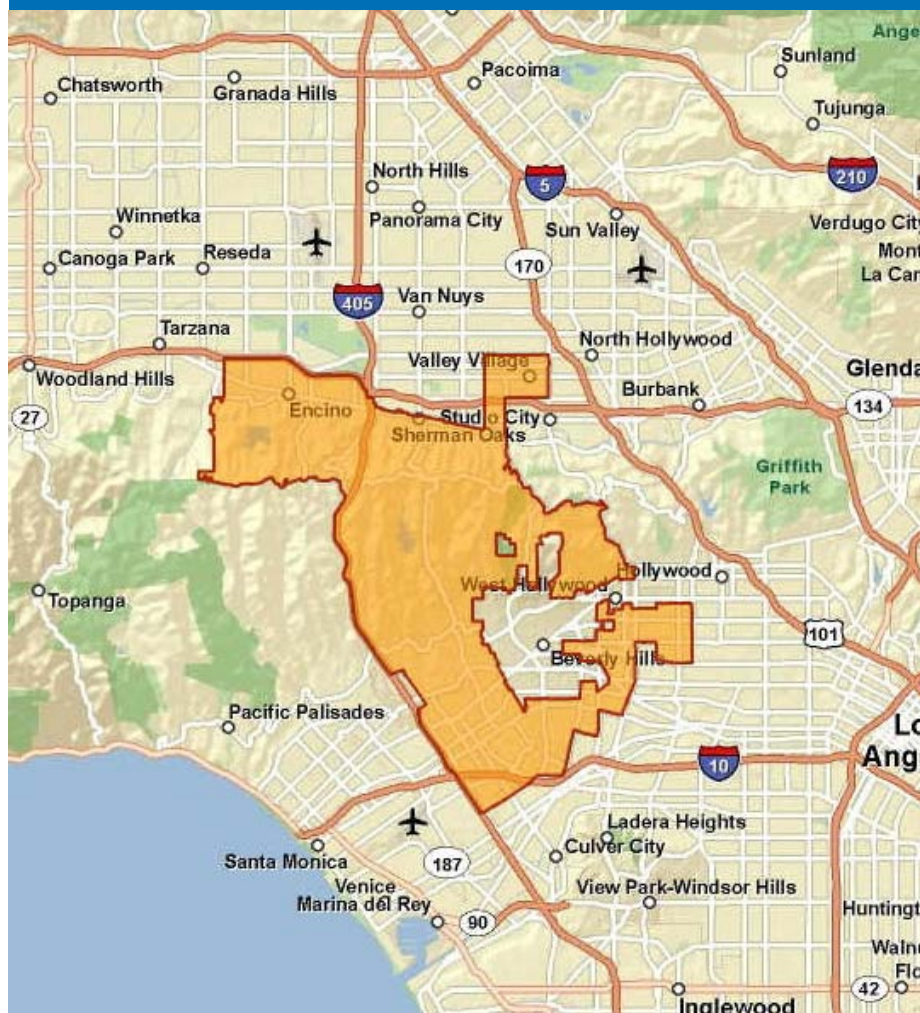 Ange
Sunland
Pacoima
Chatsworth
Granada Hills
Tujunga
North Hills
5
210
Winnetka
Panorama City
Sun Valley
Verdugo City
Mont
Canoga Park
Reseda
170
La Car
405
Van Nuys
Tarzana
North Hollywood
Valley Village
Woodland Hills
Glenda
Encino
Burbank
27
Studio City
134
Sherman Oaks
Griffith
Park
Hollywood
West Hollywood
Topanga
101
Beverly Hills
Pacific Palisades
Lo
Ang
10
Ladera Heights
Santa Monica
187
Culver City
Venice
View Park-Windsor Hills
Marina del Rey
90
Huntingt
Waln
Flo
42
Inglewood